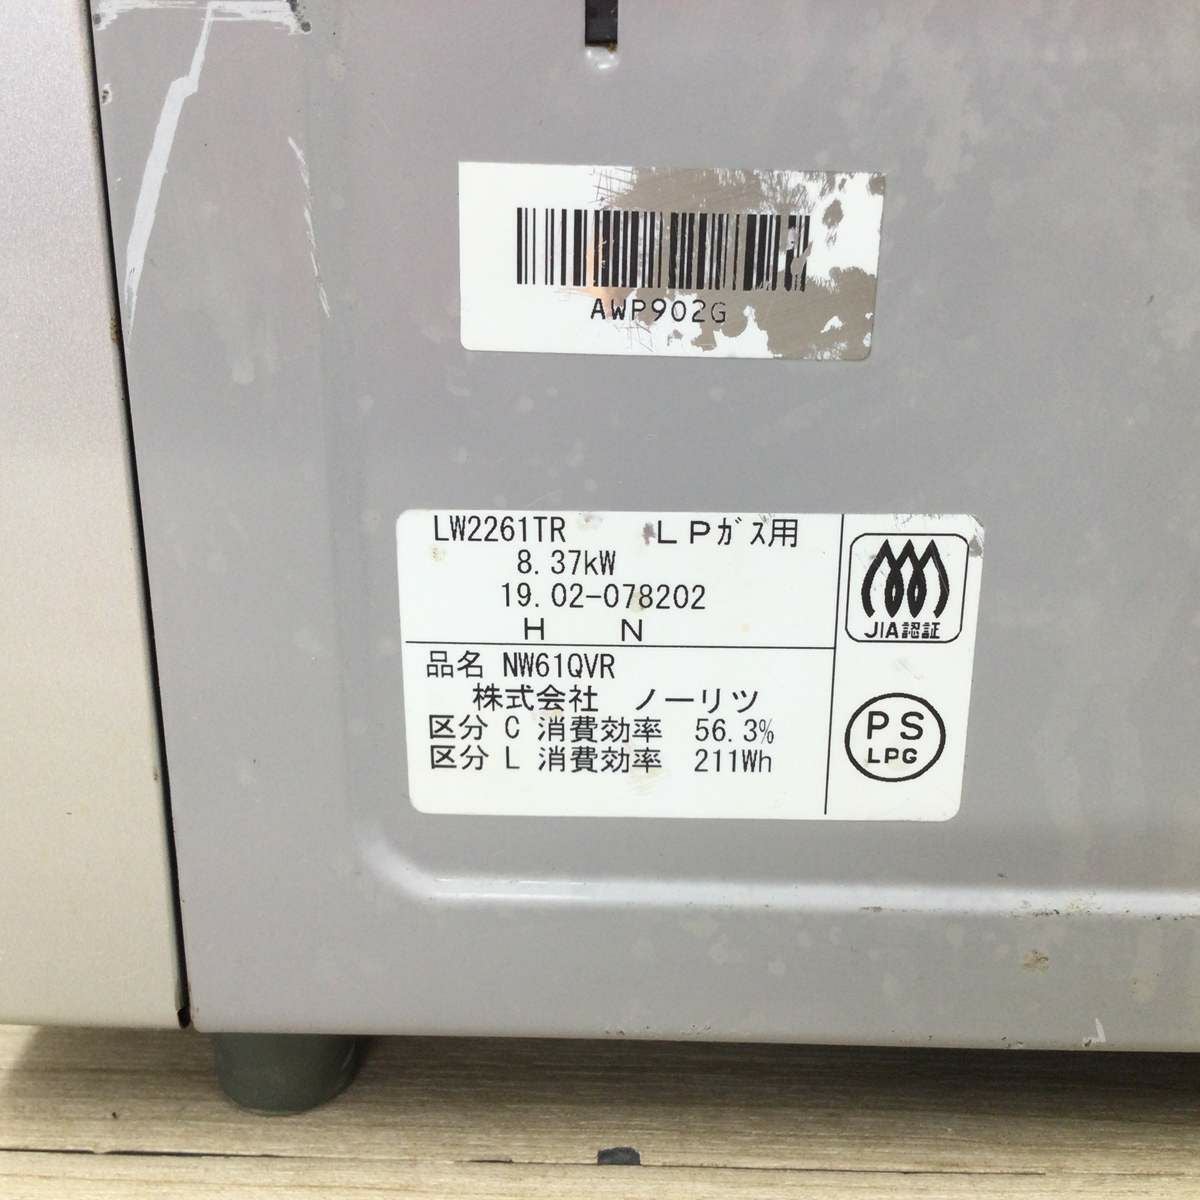 AWP902G
LW2261TR LPガス用
8.37kW
19.02-078202
H N
JIA認証
品名 NW61QVR
株式会社 ノーリツ
区分 C 消費効率 56.3%
区分 L 消費効率 211Wh
PS
LPG